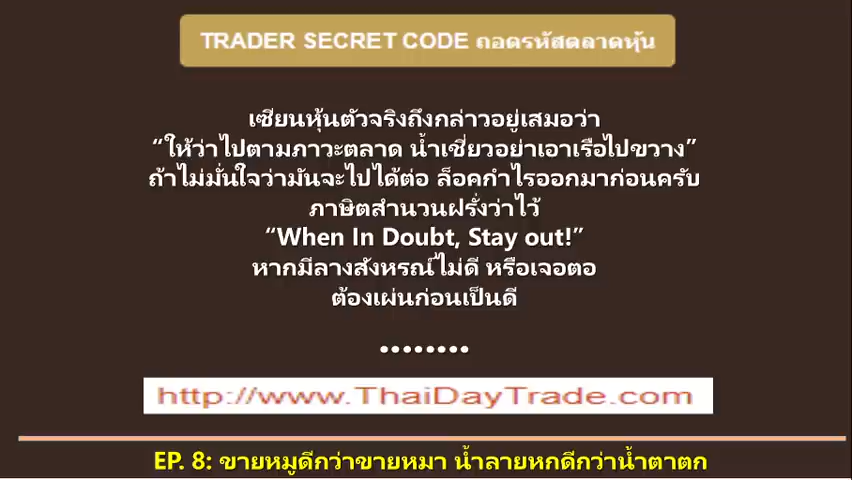 TRADER SECRET CODE ถอดรหัสตลาดหุ้น
เซียนหุ้นตัวจริงถึงกล่าวอยู่เสมอว่า
“ให้ว่าไปตามภาวะตลาด น้ำเชี่ยวอย่าเอาเรือไปขวาง”
ถ้าไม่มั่นใจว่ามันจะไปได้ต่อ ล็อคกำไรออกมาก่อนครับ
ภาษิตสำนวนฝรั่งว่าไว้
“When In Doubt, Stay out!”
หากมีลางสังหรณ์ไม่ดี หรือเจอตอ
ต้องเผ่นก่อนเป็นดี
........
http://www.ThaiDayTrade.com
EP. 8: ขายหมูดีกว่าขายหมา น้ำลายหกดีกว่าน้ำตาตก